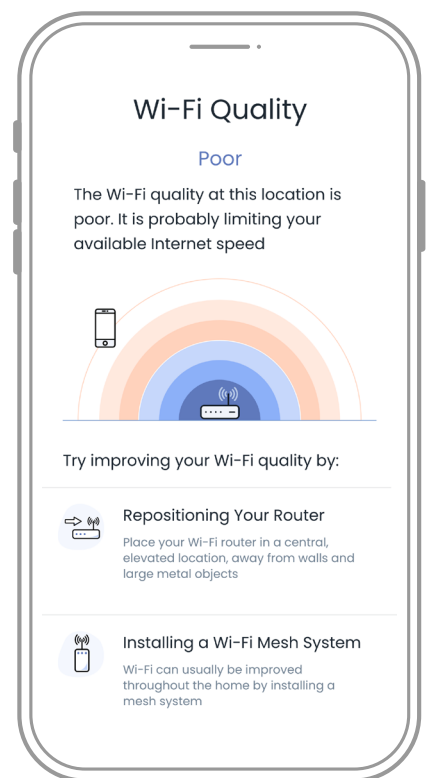 Wi-Fi Quality
Poor
The Wi-Fi quality at this location is
poor. It is probably limiting your
available Internet speed
Try improving your Wi-Fi quality by:
Repositioning Your Router
Place your Wi-Fi router in a central,
elevated location, away from walls and
large metal objects
Installing a Wi-Fi Mesh System
Wi-Fi can usually be improved
throughout the home by installing a
mesh system